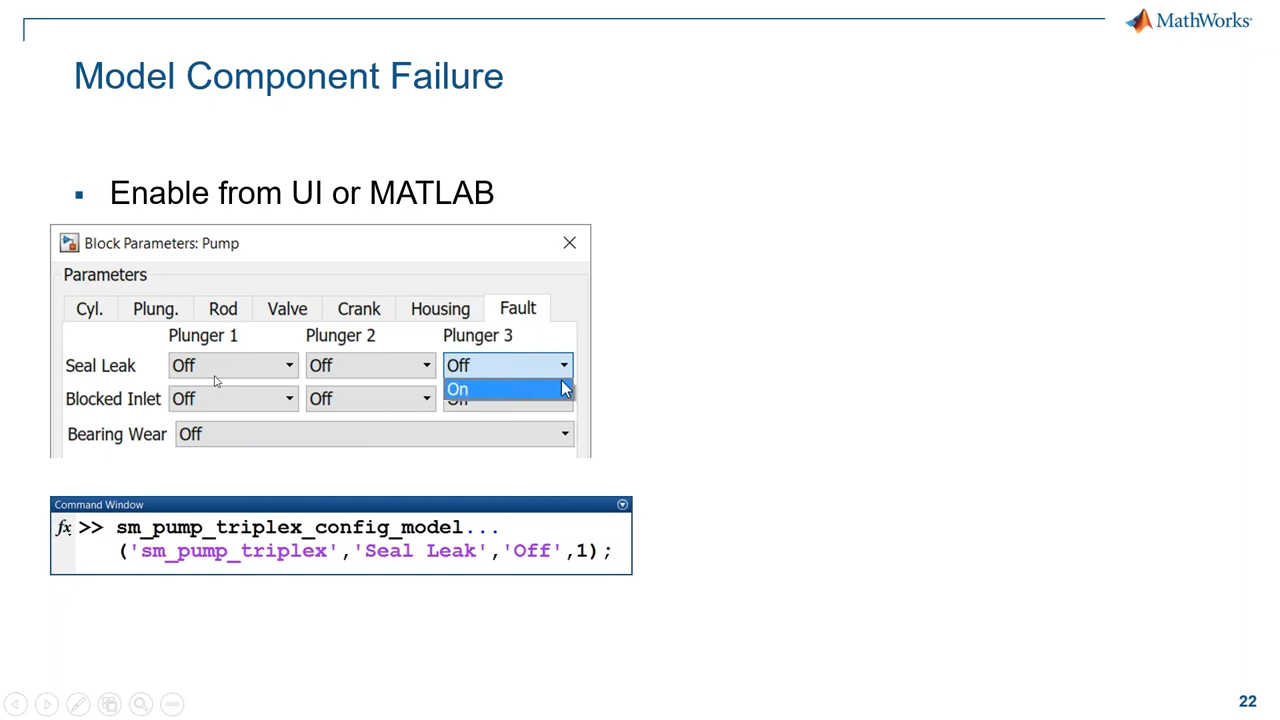 MathWorks
Model Component Failure
▪ Enable from UI or MATLAB
Block Parameters: Pump
Parameters
Cyl. Plung. Rod Valve Crank Housing Fault
Plunger 1 Plunger 2 Plunger 3
Seal Leak Off Off Off
On
Blocked Inlet Off Off Off
Bearing Wear Off
Command Window
fx >> sm_pump_triplex_config_model...
('sm_pump_triplex','Seal Leak','Off',1);
22